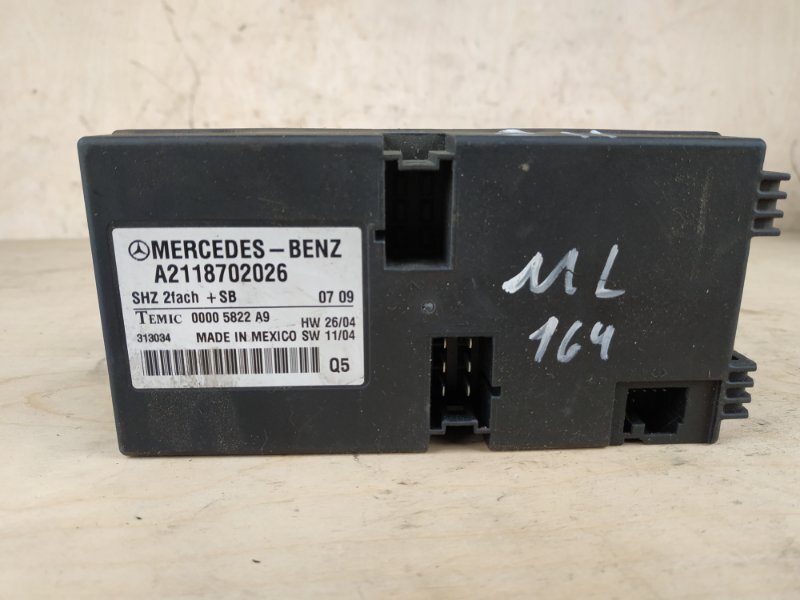 MERCEDES-BENZ
A2118702026
SHZ 2fach + SB 07 09
TEMIC 0000 5822 A9 HW 26/04
313034 MADE IN MEXICO SW 11/04
Q5
ML
164